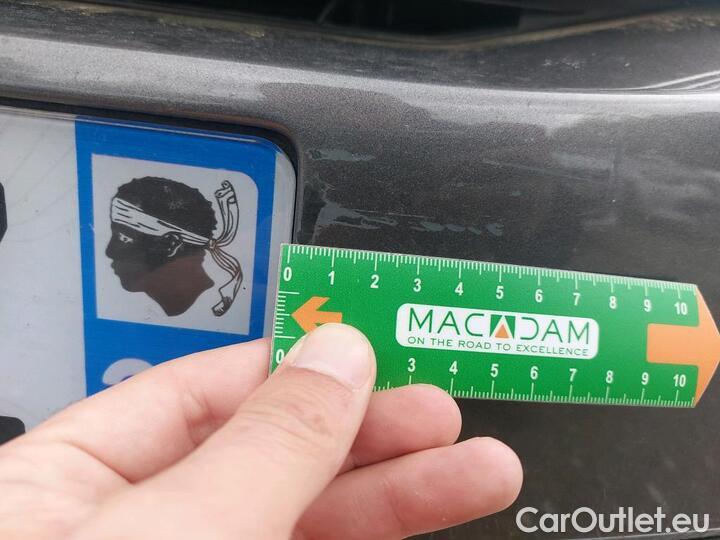 0 1 2 3 4 5 6 7 8 9 10
MACADAM
ON THE ROAD TO EXCELLENCE
0 3 4 5 6 7 8 9 10
CarOutlet.eu